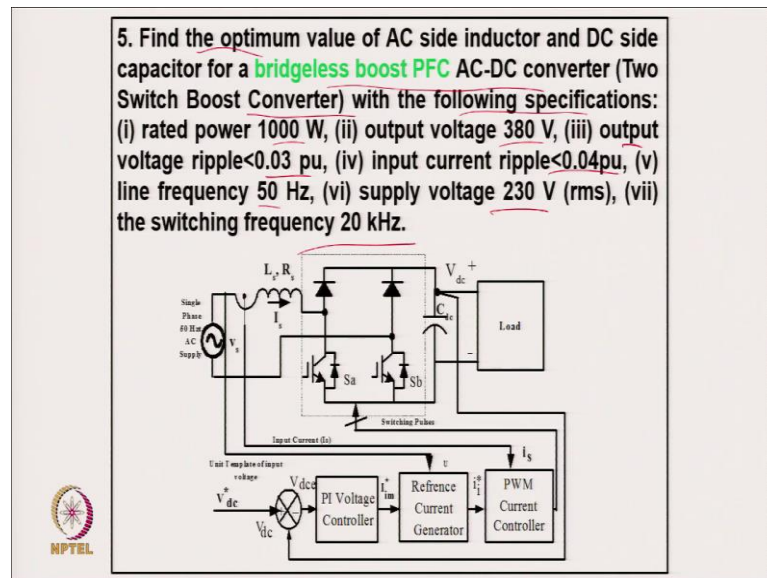 5. Find the optimum value of AC side inductor and DC side
capacitor for a bridgeless boost PFC AC-DC converter (Two
Switch Boost Converter) with the following specifications:
(i) rated power 1000 W, (ii) output voltage 380 V, (iii) output
voltage ripple<0.03 pu, (iv) input current ripple<0.04pu, (v)
line frequency 50 Hz, (vi) supply voltage 230 V (rms), (vii)
the switching frequency 20 kHz.
Ls, Rs
Vdc +
Single
Phase
50 Hz
AC
Supply
vs
Is
Cdc
Load
-
Sa
Sb
Switching Pulses
Input Current (Is)
is
Unit Template of input
voltage
U
V*dc
Vdce
Vdc
PI Voltage
Controller
I*im
Refrence
Current
Generator
i*1
PWM
Current
Controller
NPTEL